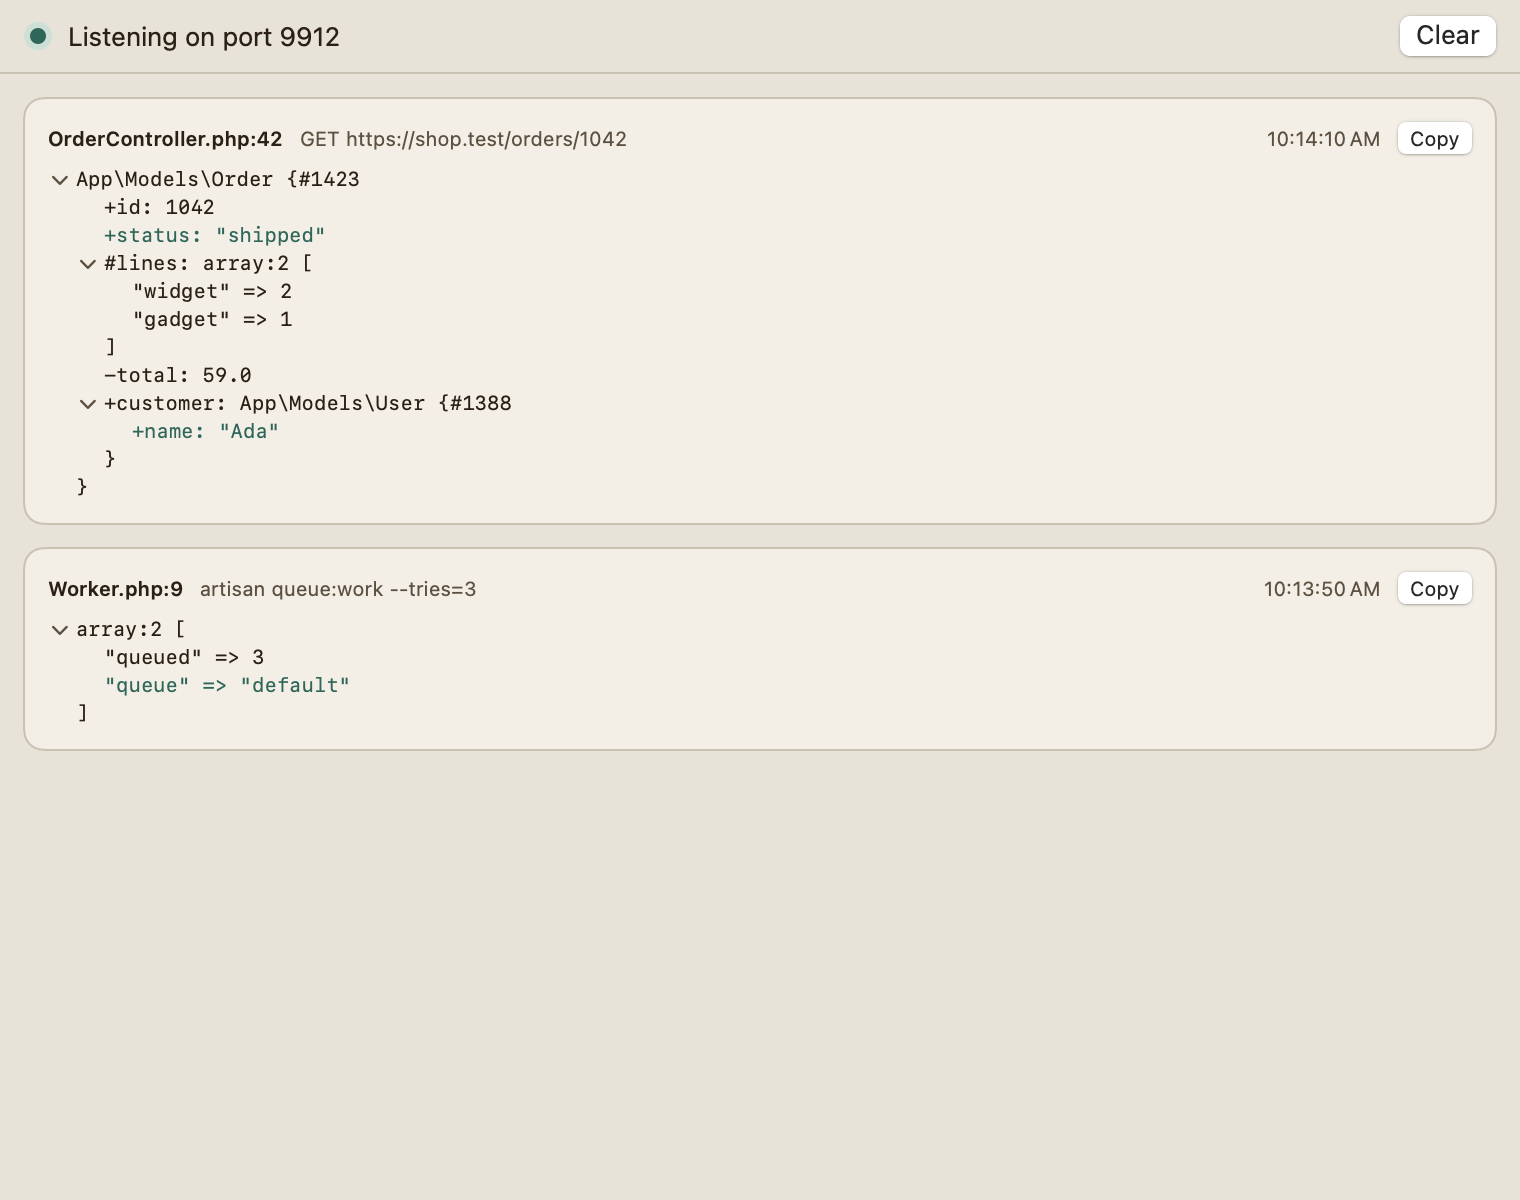 Listening on port 9912
Clear
OrderController.php:42 GET https://shop.test/orders/1042 10:14:10 AM Copy
App\Models\Order {#1423
+id: 1042
+status: "shipped"
#lines: array:2 [
"widget" => 2
"gadget" => 1
]
-total: 59.0
+customer: App\Models\User {#1388
+name: "Ada"
}
}
Worker.php:9 artisan queue:work --tries=3 10:13:50 AM Copy
array:2 [
"queued" => 3
"queue" => "default"
]